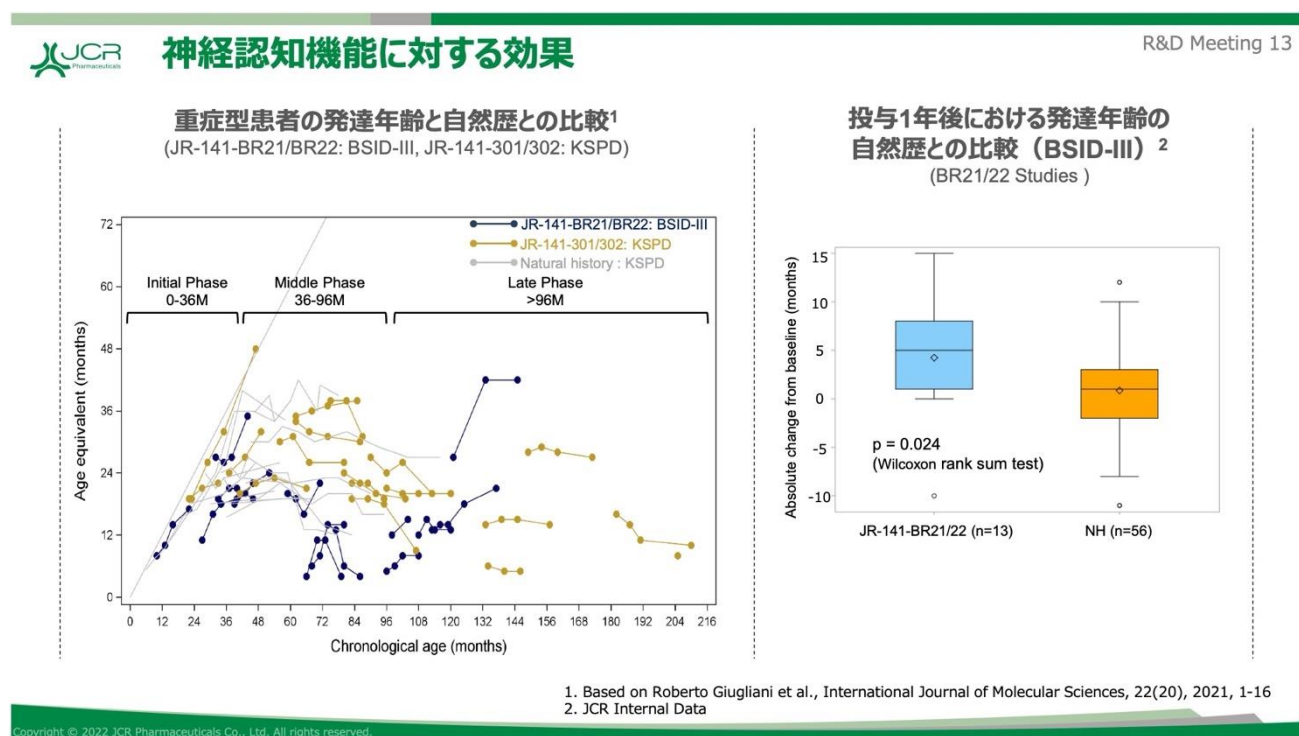 JCR
Pharmaceuticals
神経認知機能に対する効果
R&D Meeting 13
重症型患者の発達年齢と自然歴との比較1
(JR-141-BR21/BR22: BSID-III, JR-141-301/302: KSPD)
JR-141-BR21/BR22: BSID-III
JR-141-301/302: KSPD
Natural history : KSPD
Initial Phase
0-36M
Middle Phase
36-96M
Late Phase
>96M
Age equivalent (months)
72
60
48
36
24
12
0
0 12 24 36 48 60 72 84 96 108 120 132 144 156 168 180 192 204 216
Chronological age (months)
投与1年後における発達年齢の
自然歴との比較（BSID-III）2
(BR21/22 Studies )
Absolute change from baseline (months)
15
10
5
0
-5
-10
p = 0.024
(Wilcoxon rank sum test)
JR-141-BR21/22 (n=13) NH (n=56)
1. Based on Roberto Giugliani et al., International Journal of Molecular Sciences, 22(20), 2021, 1-16
2. JCR Internal Data
Copyright © 2022 JCR Pharmaceuticals Co., Ltd. All rights reserved.